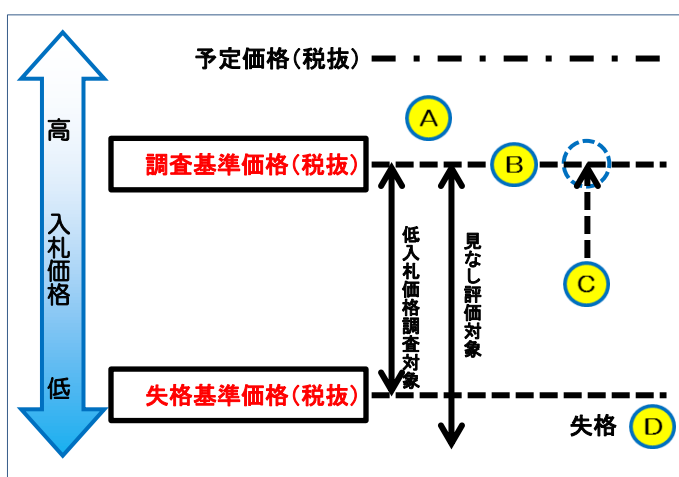 予定価格(税抜)
高
A
調査基準価格(税抜)
B
入札価格
低入札価格調査対象
見なし評価対象
C
低
失格基準価格(税抜)
失格
D